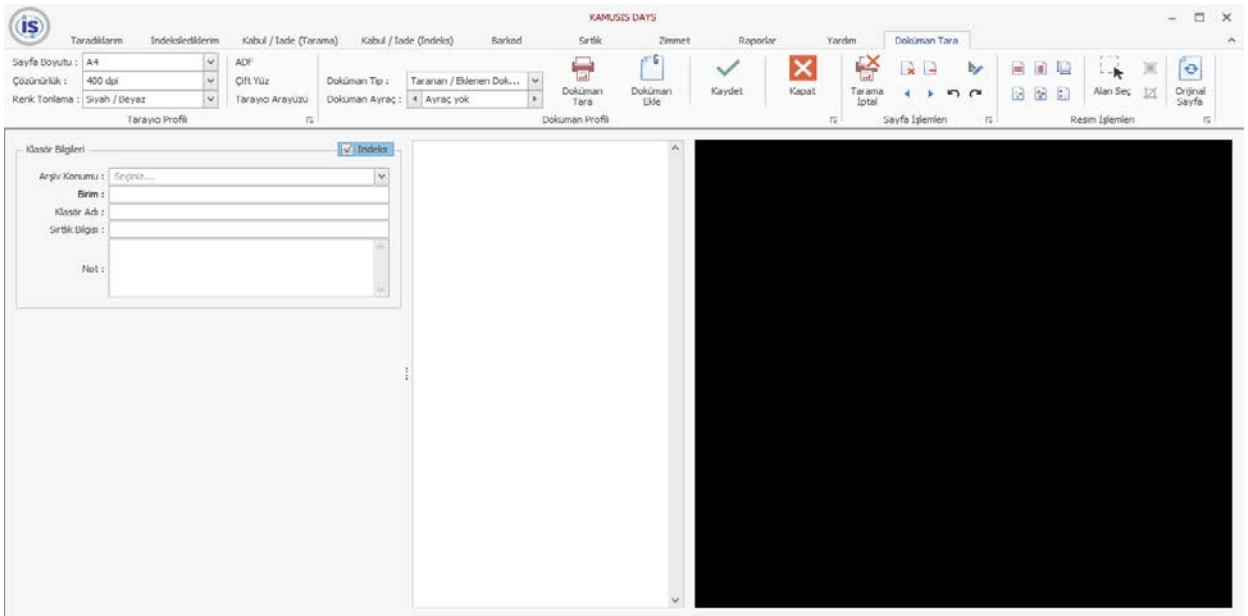 KAMUSIS DAYS
iS
Taradıklarım İndekslediklerim Kabul / İade (Tarama) Kabul / İade (İndeks) Barkod Sırtlık Zimmet Raporlar Yardım Doküman Tara
Sayfa Boyutu : A4 ADF
Çözünürlük : 400 dpi Çift Yüz Doküman Tip : Taranan / Eklenen Dok...
Renk Tonlama : Siyah / Beyaz Tarayıcı Arayüzü Doküman Ayraç : Ayraç yok
Doküman Tara
Doküman Ekle
Kaydet
Kapat
Tarama İptal
Alan Seç
Orijinal Sayfa
Tarayıcı Profili Doküman Profili Sayfa İşlemleri Resim İşlemleri
Klasör Bilgileri İndeks
Arşiv Konumu : Seçiniz...
Birim :
Klasör Adı :
Sırtlık Bilgisi :
Not :